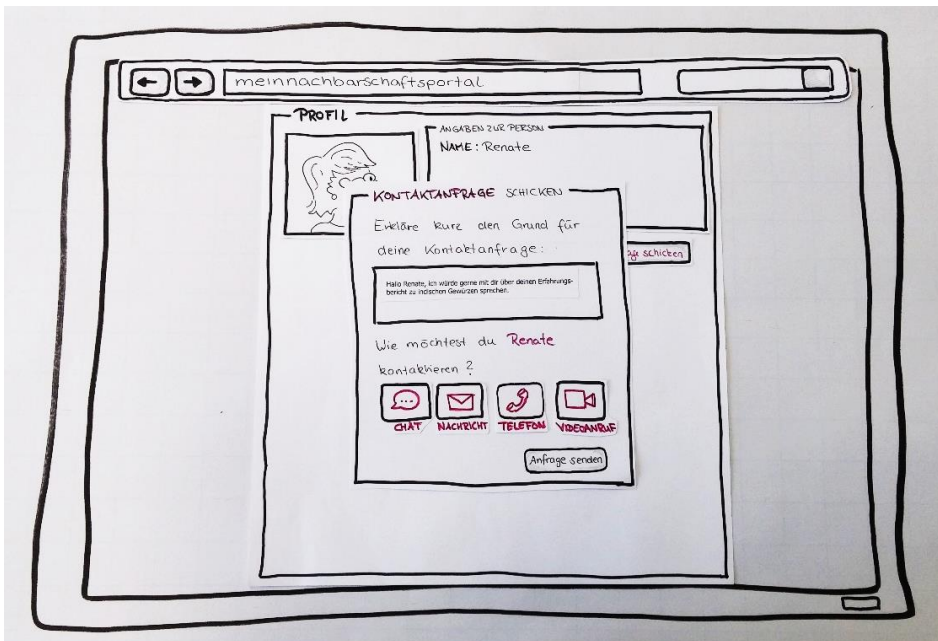 meinnachbarschaftsportal
PROFIL
ANGABEN ZUR PERSON
NAME: Renate
KONTAKTANFRAGE SCHICKEN
Erkläre kurz den Grund für
deine Kontaktanfrage:
schicken
Hallo Renate, ich würde gerne mit dir über deinen Erfahrungs-
bericht zu indischen Gewürzen sprechen.
Wie möchtest du Renate
kontaktieren?
CHAT NACHRICHT TELEFON VIDEOANRUF
Anfrage senden